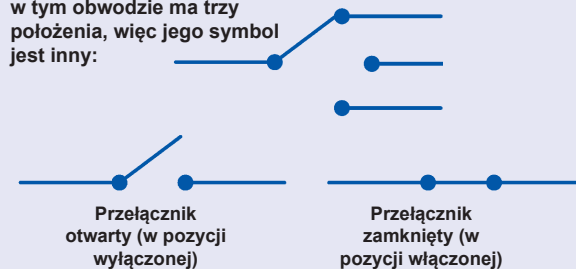 w tym obwodzie ma trzy
położenia, więc jego symbol
jest inny:
Przełącznik
otwarty (w pozycji
wyłączonej)
Przełącznik
zamknięty (w
pozycji włączonej)